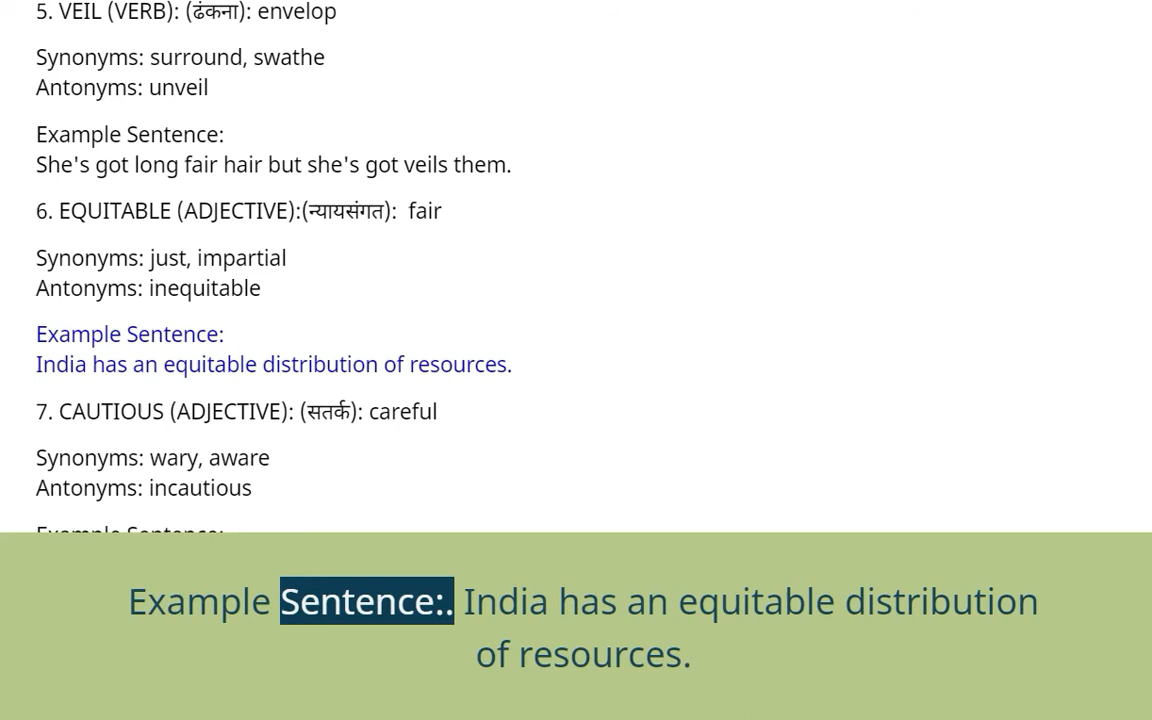 5. VEIL (VERB): (ढंकना): envelop
Synonyms: surround, swathe
Antonyms: unveil
Example Sentence:
She's got long fair hair but she's got veils them.
6. EQUITABLE (ADJECTIVE):(न्यायसंगत):  fair
Synonyms: just, impartial
Antonyms: inequitable
Example Sentence:
India has an equitable distribution of resources.
7. CAUTIOUS (ADJECTIVE): (सतर्क): careful
Synonyms: wary, aware
Antonyms: incautious
Example Sentence:
Example Sentence:. India has an equitable distribution
of resources.